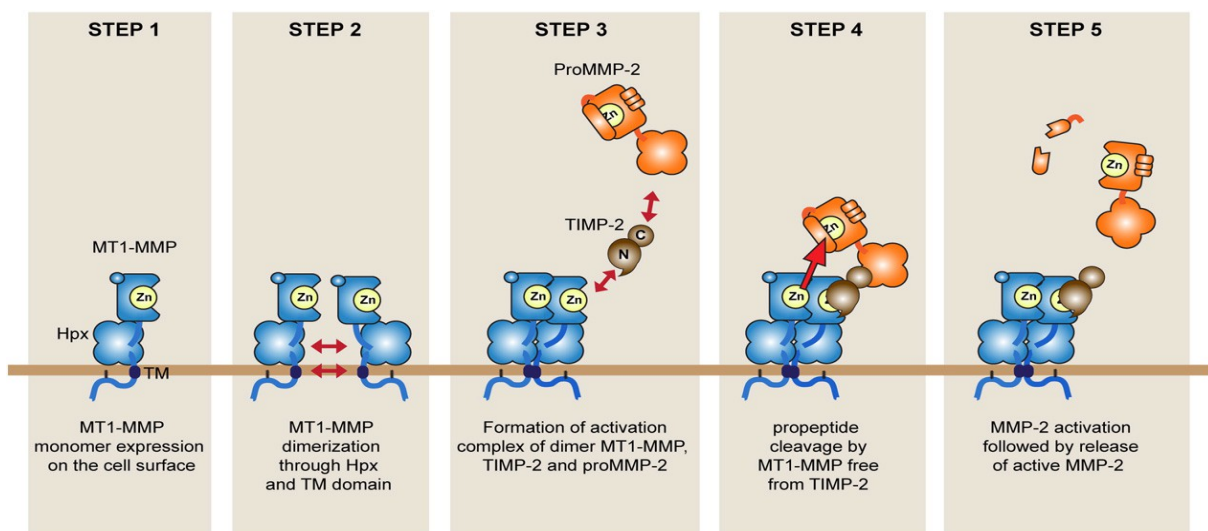 STEP 1
MT1-MMP
Zn
Hpx
TM
MT1-MMP
monomer expression
on the cell surface
STEP 2
Zn
Zn
MT1-MMP
dimerization
through Hpx
and TM domain
STEP 3
ProMMP-2
Zn
TIMP-2
C
N
Zn
Zn
Formation of activation
complex of dimer MT1-MMP,
TIMP-2 and proMMP-2
STEP 4
Zn
Zn
Zn
propeptide
cleavage by
MT1-MMP free
from TIMP-2
STEP 5
Zn
Zn
Zn
MMP-2 activation
followed by release
of active MMP-2